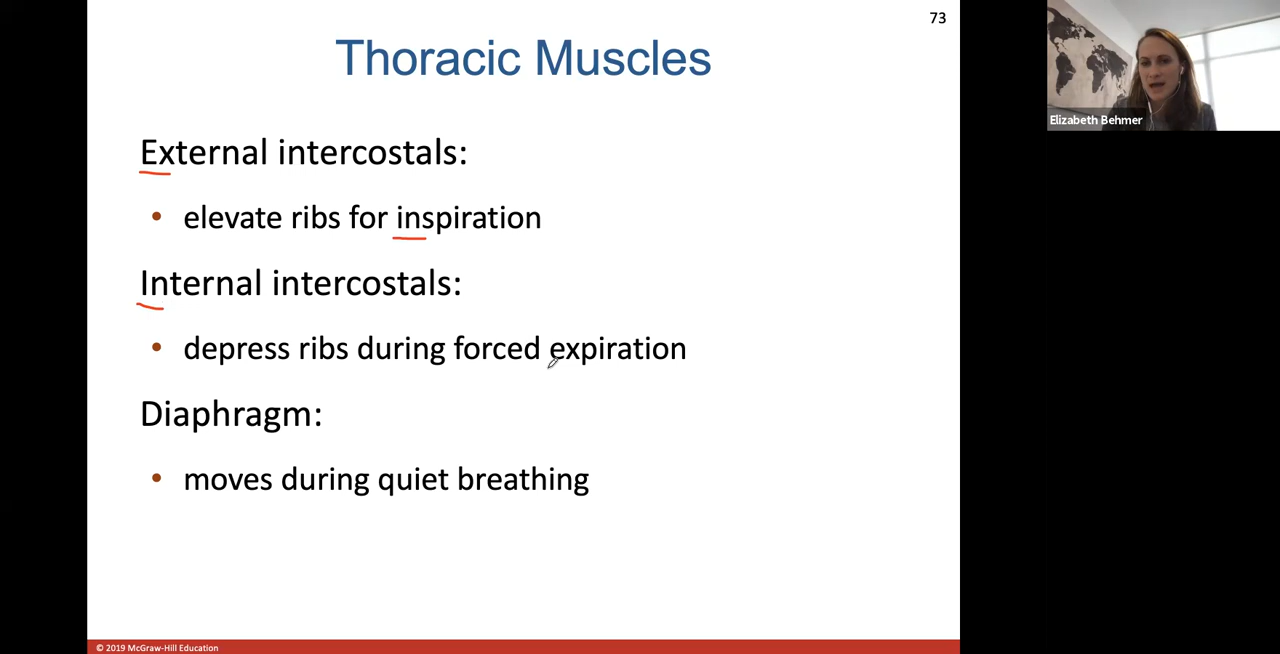 73
Thoracic Muscles
Elizabeth Behmer
External intercostals:
• elevate ribs for inspiration
Internal intercostals:
• depress ribs during forced expiration
Diaphragm:
• moves during quiet breathing
© 2019 McGraw-Hill Education